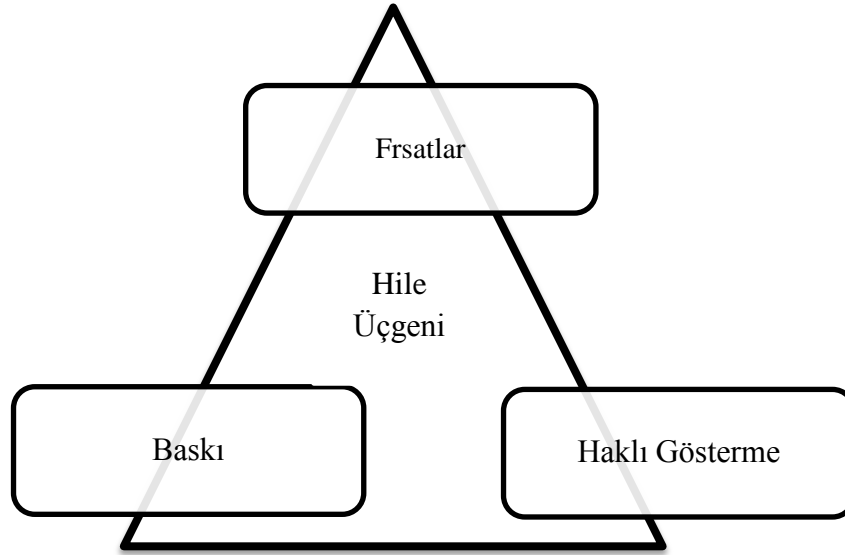 Frsatlar
Hile
Üçgeni
Baskı
Haklı Gösterme